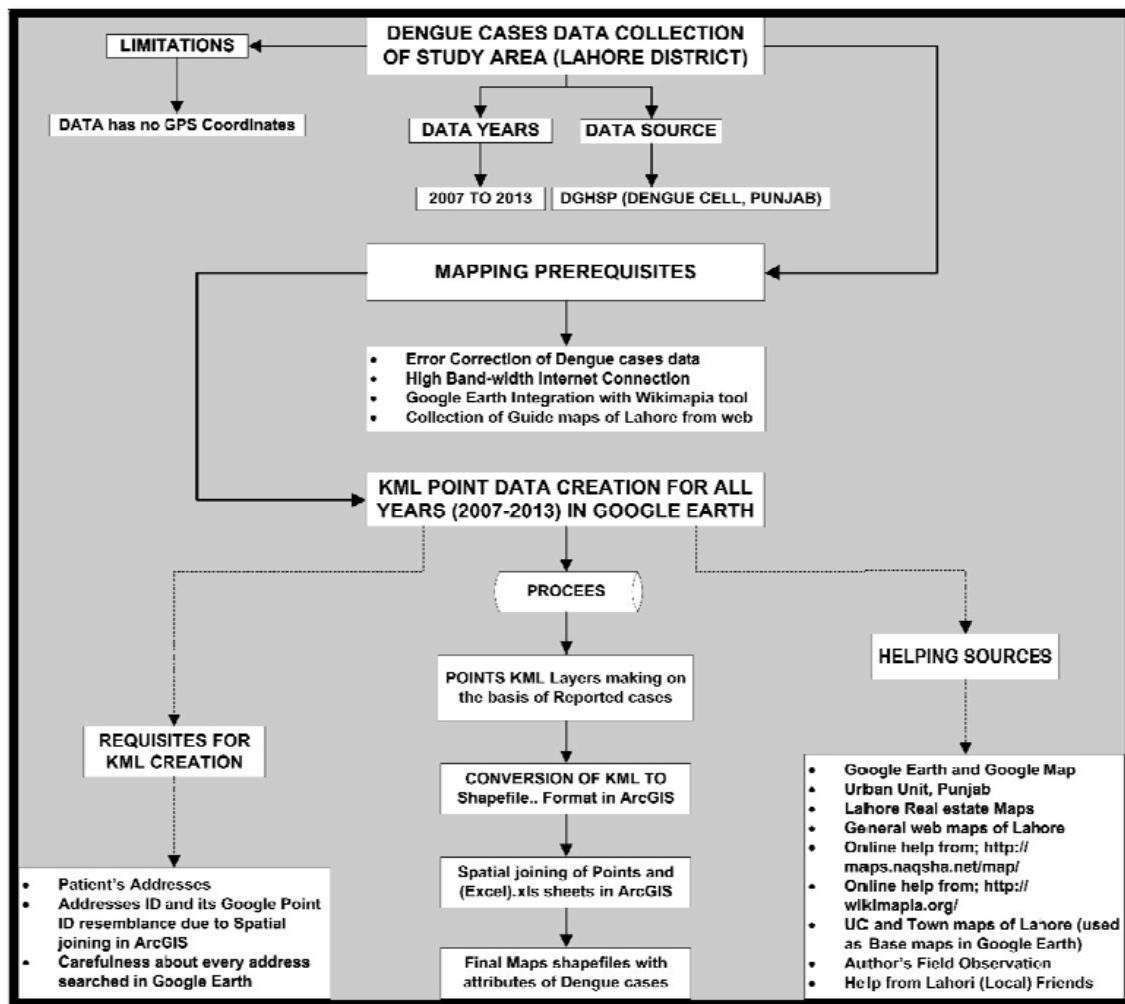 DENGUE CASES DATA COLLECTION
OF STUDY AREA (LAHORE DISTRICT)
LIMITATIONS
DATA has no GPS Coordinates
DATA YEARS
DATA SOURCE
2007 TO 2013
DGHSP (DENGUE CELL, PUNJAB)
MAPPING PREREQUISITES
• Error Correction of Dengue cases data
• High Band-width Internet Connection
• Google Earth Integration with Wikimapia tool
• Collection of Guide maps of Lahore from web
KML POINT DATA CREATION FOR ALL
YEARS (2007-2013) IN GOOGLE EARTH
PROCEES
POINTS KML Layers making on
the basis of Reported cases
CONVERSION OF KML TO
Shapefile.. Format in ArcGIS
Spatial joining of Points and
(Excel).xls sheets in ArcGIS
Final Maps shapefiles with
attributes of Dengue cases
REQUISITES FOR
KML CREATION
• Patient's Addresses
• Addresses ID and its Google Point
ID resemblance due to Spatial
joining in ArcGIS
• Carefulness about every address
searched in Google Earth
HELPING SOURCES
• Google Earth and Google Map
• Urban Unit, Punjab
• Lahore Real estate Maps
• General web maps of Lahore
• Online help from; http://
maps.naqsha.net/map/
• Online help from; http://
wikimapia.org/
• UC and Town maps of Lahore (used
as Base maps in Google Earth)
• Author's Field Observation
• Help from Lahori (Local) Friends